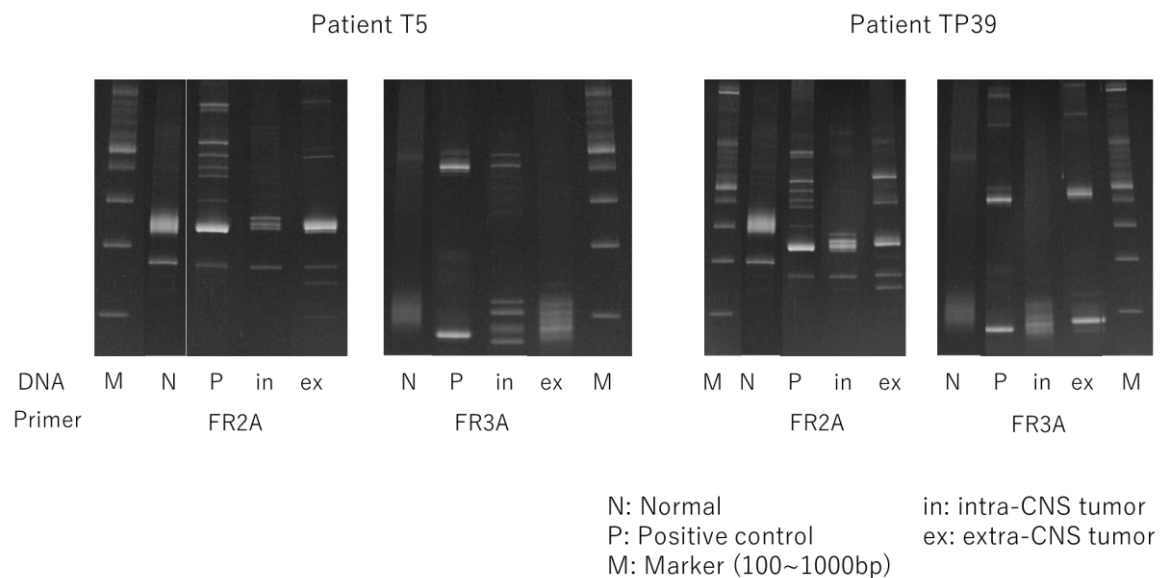 Patient T5 Patient TP39
DNA M N P in ex N P in ex M M N P in ex N P in ex M
Primer FR2A FR3A FR2A FR3A
N: Normal in: intra-CNS tumor
P: Positive control ex: extra-CNS tumor
M: Marker (100~1000bp)